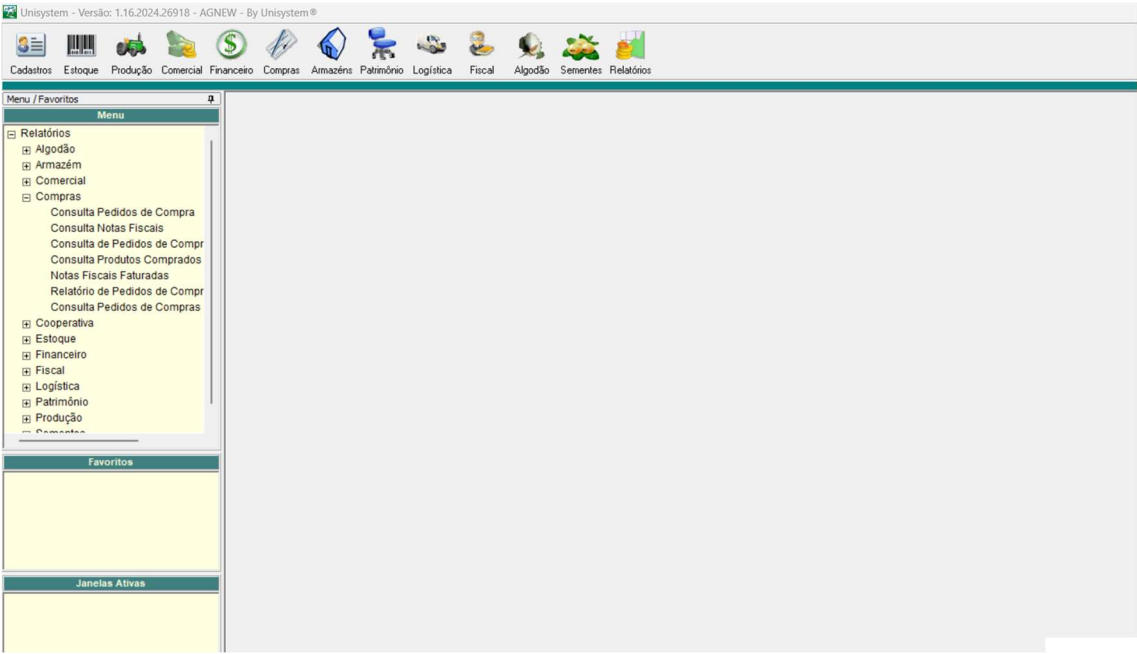 Unisystem - Versão: 1.16.2024.26918 - AGNEW - By Unisystem®
Cadastros Estoque Produção Comercial Financeiro Compras Armazéns Patrimônio Logística Fiscal Algodão Sementes Relatórios
Menu / Favoritos
Menu
Relatórios
Algodão
Armazém
Comercial
Compras
Consulta Pedidos de Compra
Consulta Notas Fiscais
Consulta de Pedidos de Compr
Consulta Produtos Comprados
Notas Fiscais Faturadas
Relatório de Pedidos de Compr
Consulta Pedidos de Compras
Cooperativa
Estoque
Financeiro
Fiscal
Logística
Patrimônio
Produção
Sementes
Favoritos
Janelas Ativas